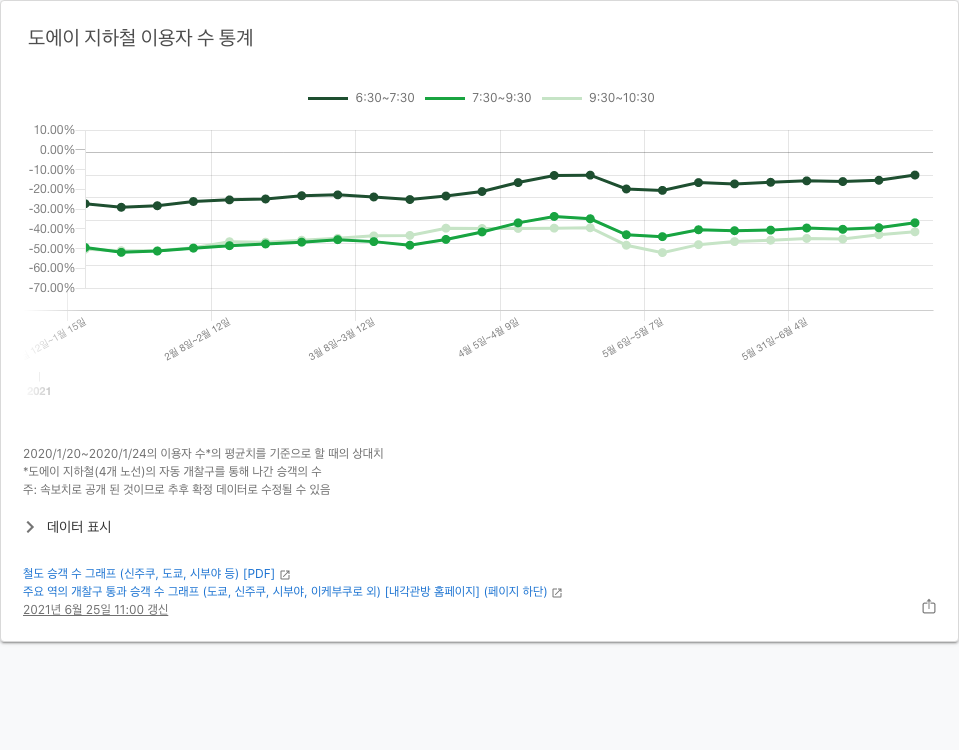 도에이 지하철 이용자 수 통계
6:30~7:30 7:30~9:30 9:30~10:30
10.00%
0.00%
-10.00%
-20.00%
-30.00%
-40.00%
-50.00%
-60.00%
-70.00%
12일~1월 15일
2월 8일~2월 12일
3월 8일~3월 12일
4월 5일~4월 9일
5월 6일~5월 7일
5월 31일~6월 4일
2021
2020/1/20~2020/1/24의 이용자 수*의 평균치를 기준으로 할 때의 상대치
*도에이 지하철(4개 노선)의 자동 개찰구를 통해 나간 승객의 수
주: 속보치로 공개 된 것이므로 추후 확정 데이터로 수정될 수 있음
데이터 표시
철도 승객 수 그래프 (신주쿠, 도쿄, 시부야 등) [PDF]
주요 역의 개찰구 통과 승객 수 그래프 (도쿄, 신주쿠, 시부야, 이케부쿠로 외) [내각관방 홈페이지] (페이지 하단)
2021년 6월 25일 11:00 갱신